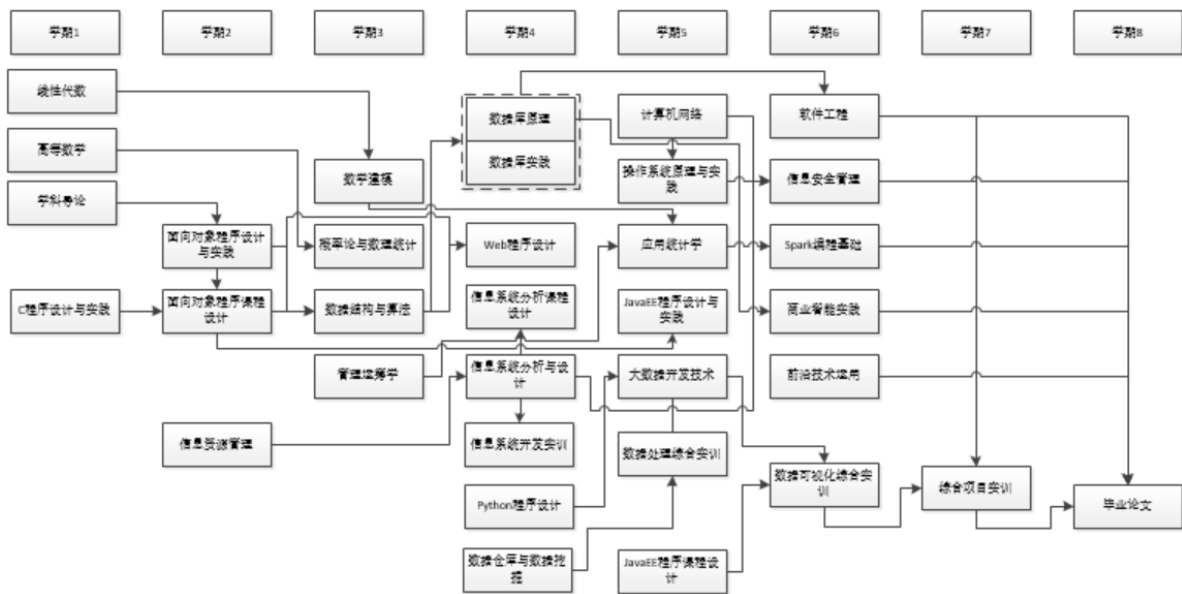 学期1
学期2
学期3
学期4
学期5
学期6
学期7
学期8
线性代数
数据库原理
计算机网络
软件工程
高等数学
数据库实践
数学建模
操作系统原理与实
践
信息安全管理
学科导论
面向对象程序设计
与实践
概率论与数理统计
Web程序设计
应用统计学
Spark编程基础
C程序设计与实践
面向对象程序课程
设计
数据结构与算法
信息系统分析课程
设计
JavaEE程序设计与
实践
商业智能实践
管理运筹学
信息系统分析与设
计
大数据开发技术
前沿技术运用
信息资源管理
信息系统开发实训
数据处理综合实训
数据可视化综合实
训
综合项目实训
Python程序设计
毕业论文
数据仓库与数据挖
掘
JavaEE程序课程设
计